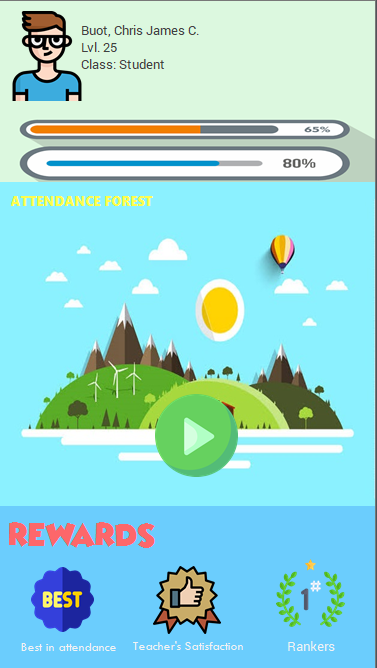 Buot, Chris James C.
Lvl. 25
Class: Student
65%
80%
ATTENDANCE FOREST
REWARDS
BEST
1#
Best in attendance
Teacher's Satisfaction
Rankers